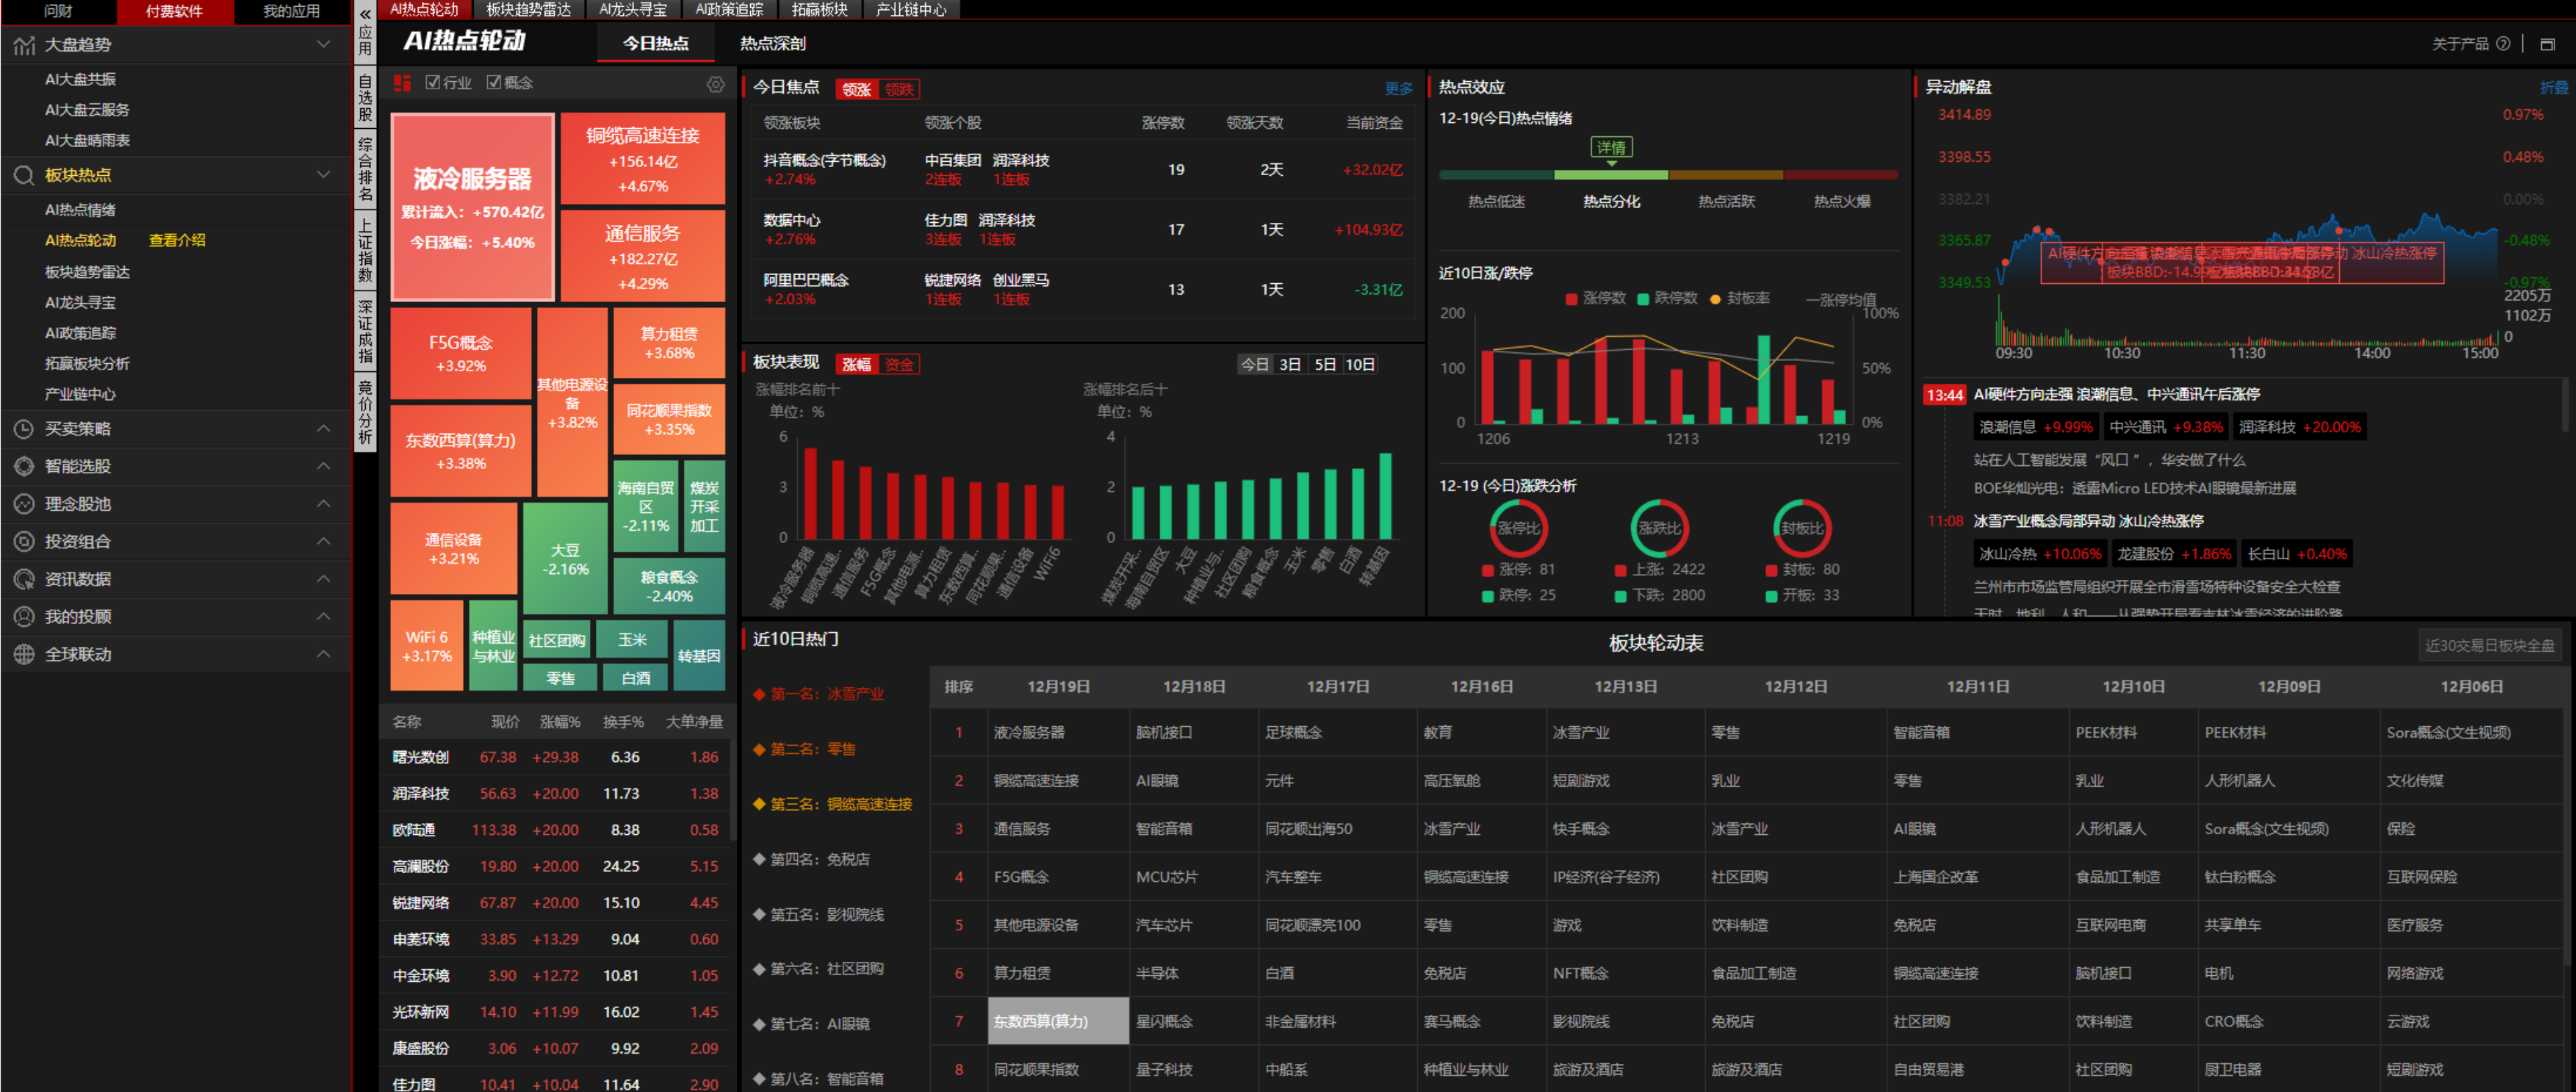 问财 付费软件 我的应用
大盘趋势
AI大盘共振
AI大盘云服务
AI大盘晴雨表
板块热点
AI热点情绪
AI热点轮动 查看介绍
板块趋势雷达
AI龙头寻宝
AI政策追踪
拓赢板块分析
产业链中心
买卖策略
智能选股
理念股池
投资组合
资讯数据
我的投顾
全球联动
«
应用
自选股
综合排名
上证指数
深证成指
竞价分析
AI热点轮动 板块趋势雷达 AI龙头寻宝 AI政策追踪 拓赢板块 产业链中心
AI热点轮动 今日热点 热点深剖 关于产品
行业 概念
液冷服务器
累计流入：+570.42亿
今日涨幅：+5.40%
铜缆高速连接
+156.14亿
+4.67%
通信服务
+182.27亿
+4.29%
F5G概念
+3.92%
其他电源设备
+3.82%
算力租赁
+3.68%
东数西算(算力)
+3.38%
同花顺果指数
+3.35%
通信设备
+3.21%
大豆
-2.16%
海南自贸区
-2.11%
煤炭开采加工
粮食概念
-2.40%
WiFi 6
+3.17%
种植业与林业
社区团购
玉米
转基因
零售
白酒
名称 现价 涨幅% 换手% 大单净量
曙光数创 67.38 +29.38 6.36 1.86
润泽科技 56.63 +20.00 11.73 1.38
欧陆通 113.38 +20.00 8.38 0.58
高澜股份 19.80 +20.00 24.25 5.15
锐捷网络 67.87 +20.00 15.10 4.45
申菱环境 33.85 +13.29 9.04 0.60
中金环境 3.90 +12.72 10.81 1.05
光环新网 14.10 +11.99 16.02 1.45
康盛股份 3.06 +10.07 9.92 2.09
佳力图 10.41 +10.04 11.64 2.90
今日焦点 领涨 领跌 更多
领涨板块 领涨个股 涨停数 领涨天数 当前资金
抖音概念(字节概念) 中百集团 润泽科技 19 2天 +32.02亿
+2.74% 2连板 1连板
数据中心 佳力图 润泽科技 17 1天 +104.93亿
+2.76% 3连板 1连板
阿里巴巴概念 锐捷网络 创业黑马 13 1天 -3.31亿
+2.03% 1连板 1连板
板块表现 涨幅 资金 今日 3日 5日 10日
涨幅排名前十
单位：%
6
3
0
液冷服务器 铜缆高速.. 通信服务 F5G概念 其他电源.. 算力租赁 东数西算.. 同花顺果.. 通信设备 WiFi6
涨幅排名后十
单位：%
4
2
0
煤炭开采.. 海南自贸区 大豆 种植业与.. 社区团购 粮食概念 玉米 零售 白酒 转基因
热点效应
12-19(今日)热点情绪
详情
热点低迷 热点分化 热点活跃 热点火爆
近10日涨/跌停
涨停数 跌停数 封板率 涨停均值
200 100%
100 50%
0 0%
1206 1213 1219
12-19 (今日)涨跌分析
涨停比 涨跌比 封板比
涨停：81 上涨：2422 封板：80
跌停：25 下跌：2800 开板：33
异动解盘 折叠
3414.89 0.97%
3398.55 0.48%
3382.21 0.00%
3365.87 -0.48%
3349.53 -0.97%
2205万
1102万
0
09:30 10:30 11:30 14:00 15:00
13:44 AI硬件方向走强 浪潮信息、中兴通讯午后涨停
浪潮信息 +9.99% 中兴通讯 +9.38% 润泽科技 +20.00%
站在人工智能发展“风口 ”，华安做了什么
BOE华灿光电：透露Micro LED技术AI眼镜最新进展
11:08 冰雪产业概念局部异动 冰山冷热涨停
冰山冷热 +10.06% 龙建股份 +1.86% 长白山 +0.40%
兰州市市场监管局组织开展全市滑雪场特种设备安全大检查
天时、地利、人和——从强势开局看吉林冰雪经济的进阶路
近10日热门
第一名：冰雪产业
第二名：零售
第三名：铜缆高速连接
第四名：免税店
第五名：影视院线
第六名：社区团购
第七名：AI眼镜
第八名：智能音箱
板块轮动表 近30交易日板块全盘
排序 12月19日 12月18日 12月17日 12月16日 12月13日 12月12日 12月11日 12月10日 12月09日 12月06日
1 液冷服务器 脑机接口 足球概念 教育 冰雪产业 零售 智能音箱 PEEK材料 PEEK材料 Sora概念(文生视频)
2 铜缆高速连接 AI眼镜 元件 高压氧舱 短剧游戏 乳业 零售 乳业 人形机器人 文化传媒
3 通信服务 智能音箱 同花顺出海50 冰雪产业 快手概念 冰雪产业 AI眼镜 人形机器人 Sora概念(文生视频) 保险
4 F5G概念 MCU芯片 汽车整车 铜缆高速连接 IP经济(谷子经济) 社区团购 上海国企改革 食品加工制造 钛白粉概念 互联网保险
5 其他电源设备 汽车芯片 同花顺漂亮100 零售 游戏 饮料制造 免税店 互联网电商 共享单车 医疗服务
6 算力租赁 半导体 白酒 免税店 NFT概念 食品加工制造 铜缆高速连接 脑机接口 电机 网络游戏
7 东数西算(算力) 星闪概念 非金属材料 赛马概念 影视院线 免税店 社区团购 饮料制造 CRO概念 云游戏
8 同花顺果指数 量子科技 中船系 种植业与林业 旅游及酒店 旅游及酒店 自由贸易港 社区团购 厨卫电器 短剧游戏